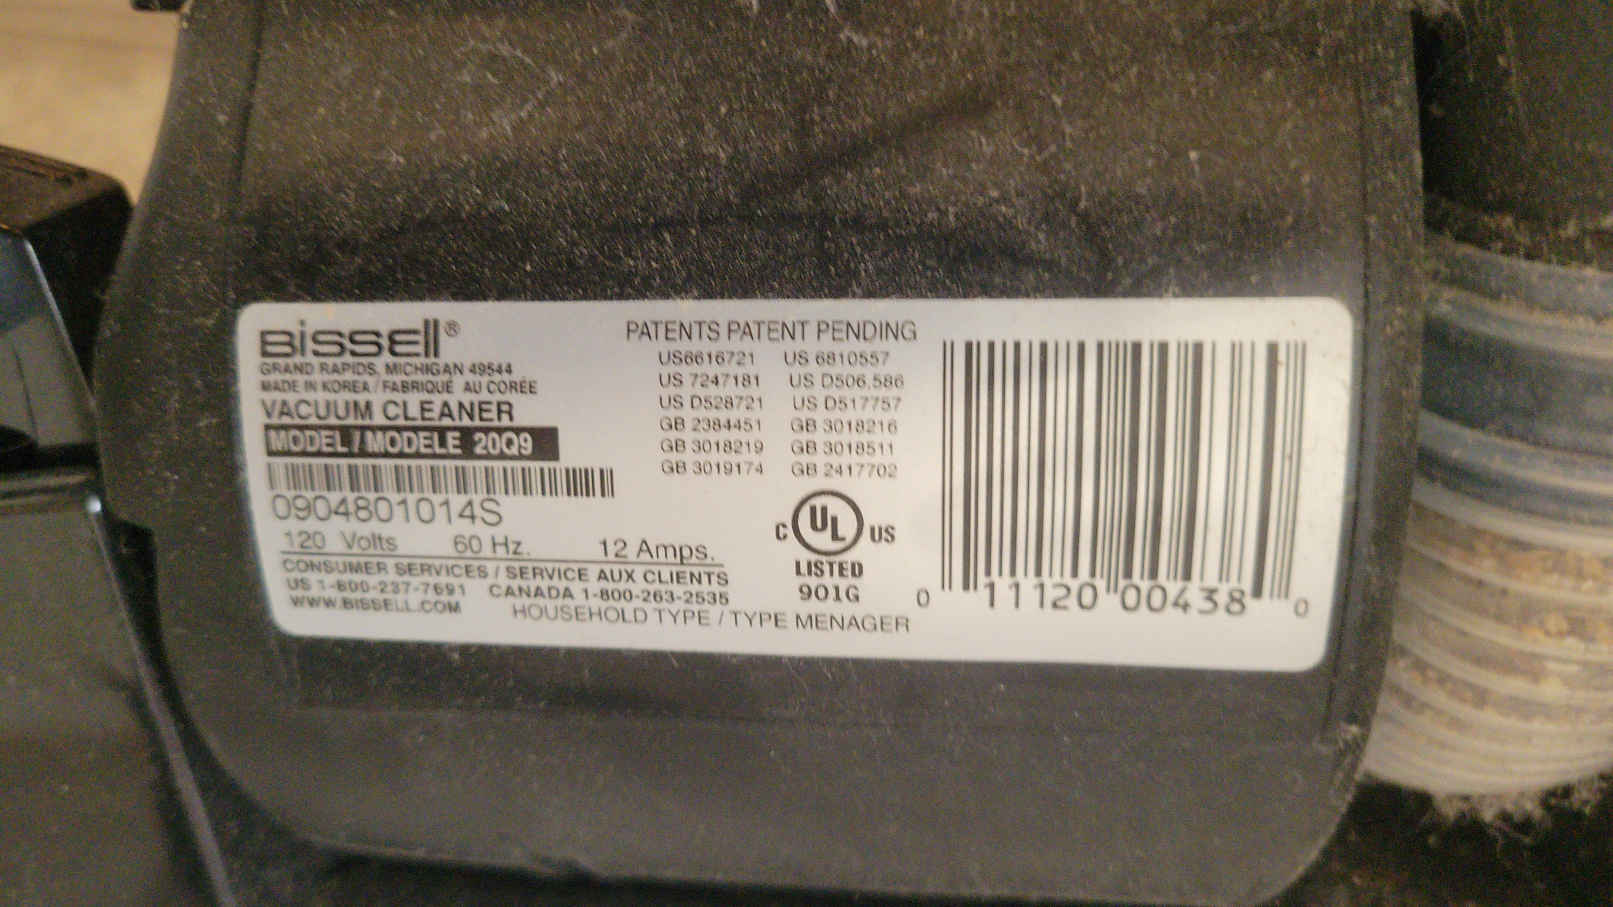 BISSELL®
GRAND RAPIDS, MICHIGAN 49544
MADE IN KOREA / FABRIQUÉ AU CORÉE
VACUUM CLEANER
MODEL / MODELE 20Q9
0904801014S
120 Volts 60 Hz. 12 Amps.
CONSUMER SERVICES / SERVICE AUX CLIENTS
US 1-800-237-7691 CANADA 1-800-263-2535
WWW.BISSELL.COM
HOUSEHOLD TYPE / TYPE MENAGER
PATENTS PATENT PENDING
US6616721 US 6810557
US 7247181 US D506,586
US D528721 US D517757
GB 2384451 GB 3018216
GB 3018219 GB 3018511
GB 3019174 GB 2417702
C UL US
LISTED
901G
0 11120 00438 0